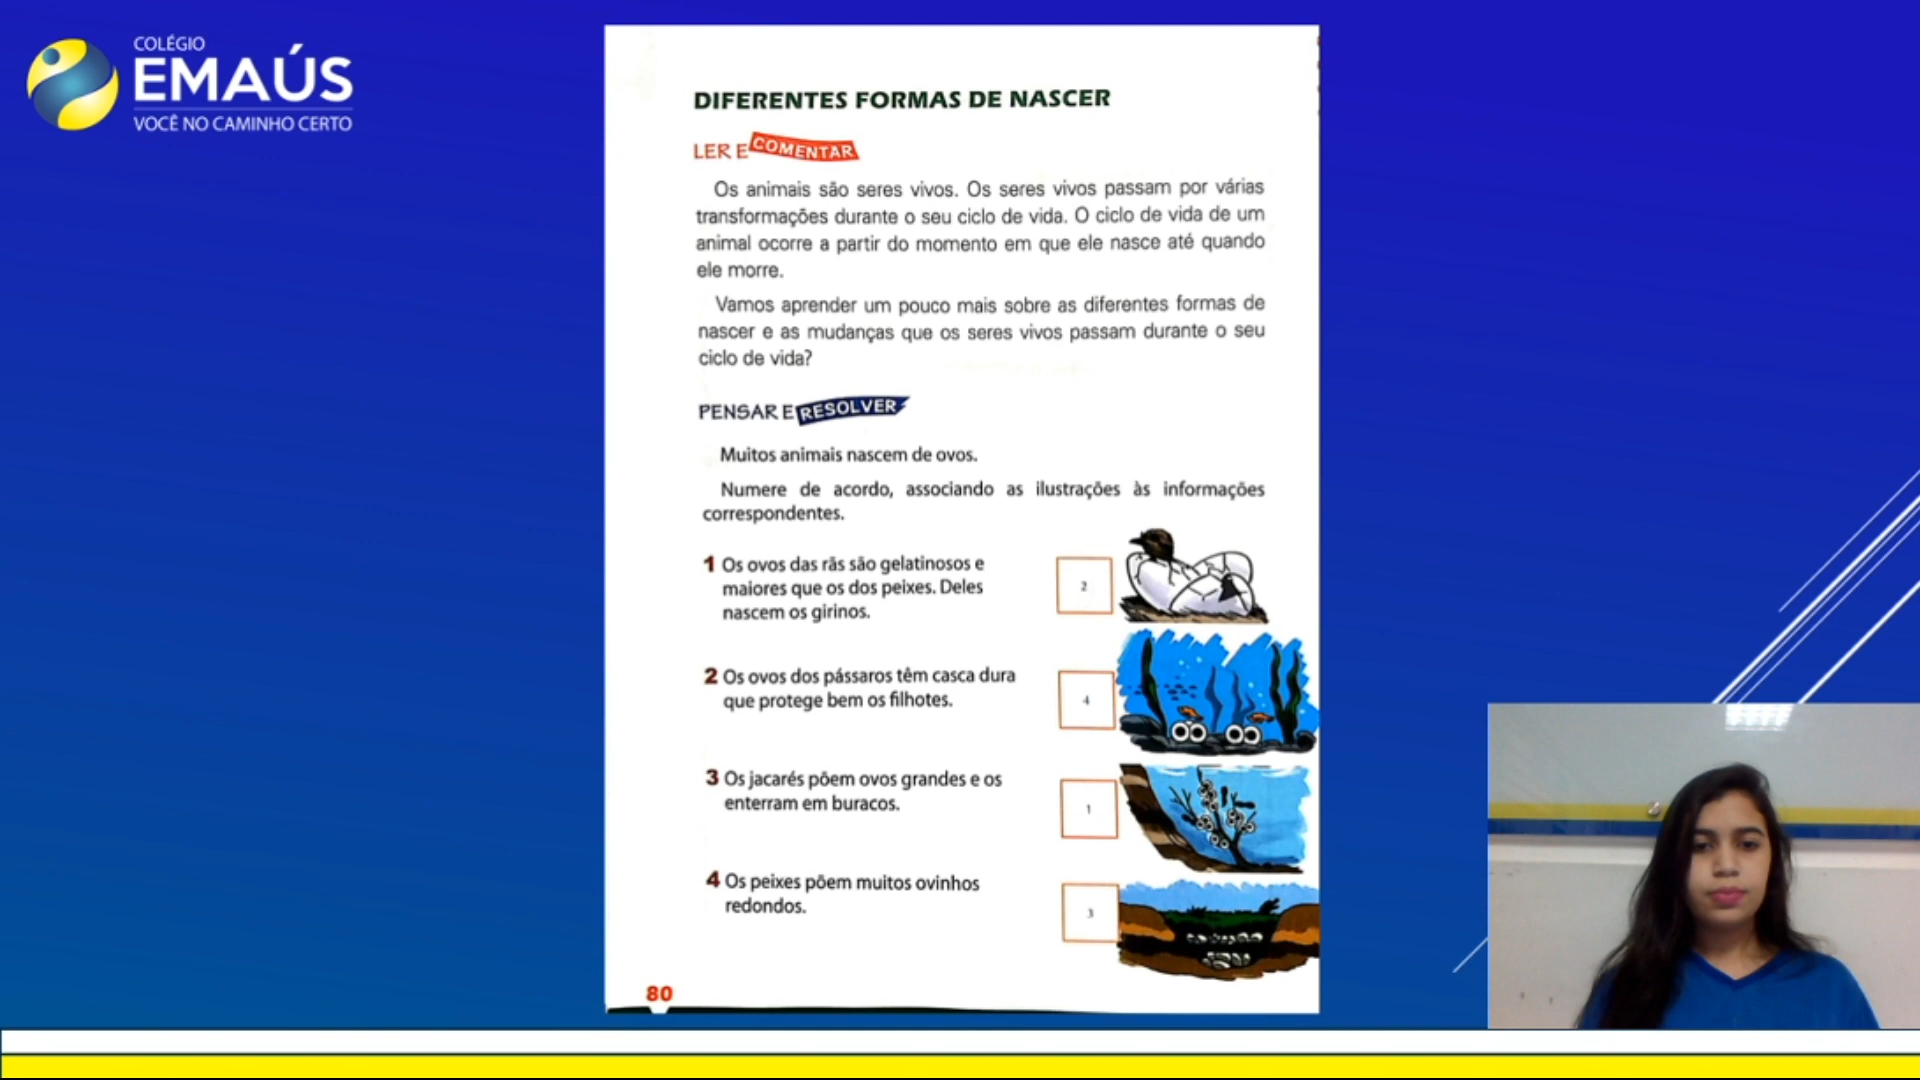 COLÉGIO
EMAÚS
VOCÊ NO CAMINHO CERTO
DIFERENTES FORMAS DE NASCER
LER E COMENTAR
Os animais são seres vivos. Os seres vivos passam por várias
transformações durante o seu ciclo de vida. O ciclo de vida de um
animal ocorre a partir do momento em que ele nasce até quando
ele morre.
Vamos aprender um pouco mais sobre as diferentes formas de
nascer e as mudanças que os seres vivos passam durante o seu
ciclo de vida?
PENSAR E RESOLVER
Muitos animais nascem de ovos.
Numere de acordo, associando as ilustrações às informações
correspondentes.
1 Os ovos das rãs são gelatinosos e
maiores que os dos peixes. Deles
nascem os girinos.
2
2 Os ovos dos pássaros têm casca dura
que protege bem os filhotes.
4
3 Os jacarés põem ovos grandes e os
enterram em buracos.
1
4 Os peixes põem muitos ovinhos
redondos.
3
80